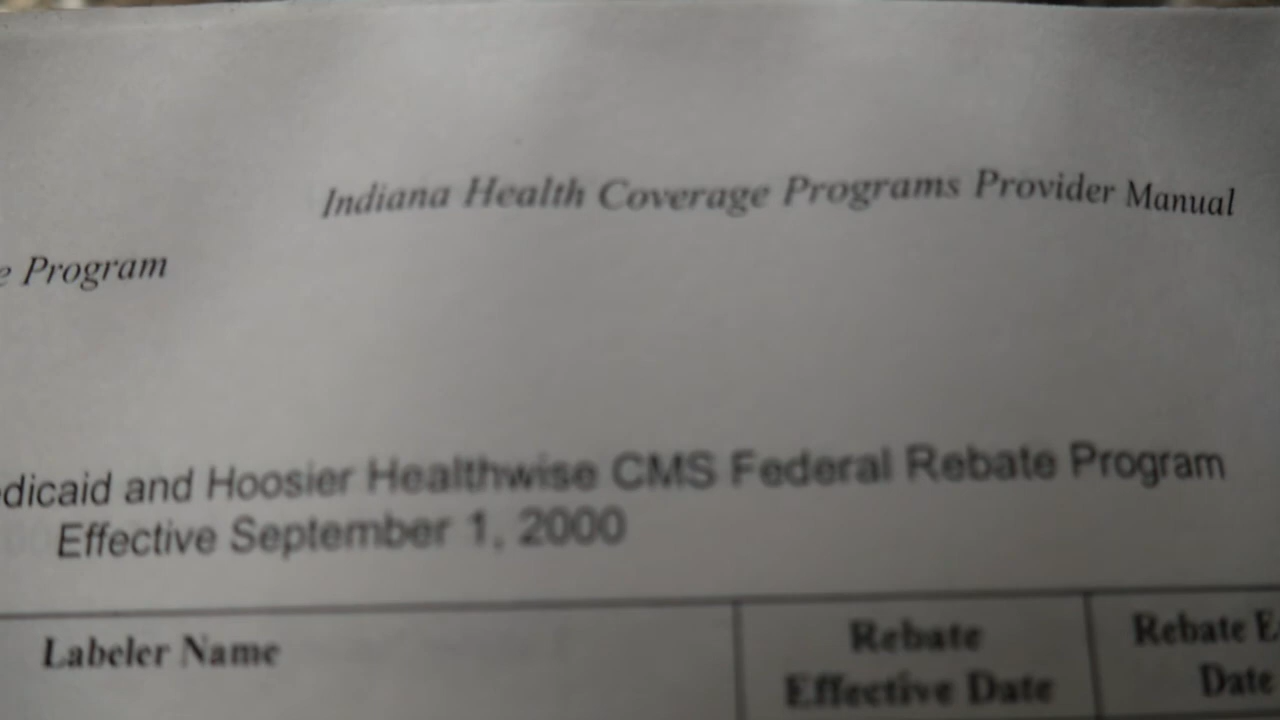 Indiana Health Coverage Programs Provider Manual
e Program
dicaid and Hoosier Healthwise CMS Federal Rebate Program
Effective September 1, 2000
Labeler Name
Rebate
Effective Date
Rebate E
Date